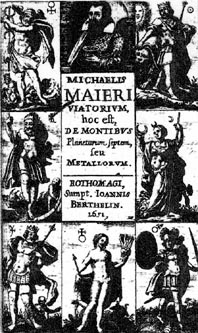 MICHAELIS
MAIERI
VIATORIVM,
hoc est,
DE MONTIBVS
Planetarum septem,
seu
METALLORVM.
ROTHOMAGI,
Sumpt. IOANNIS
BERTHELIN.
1651.